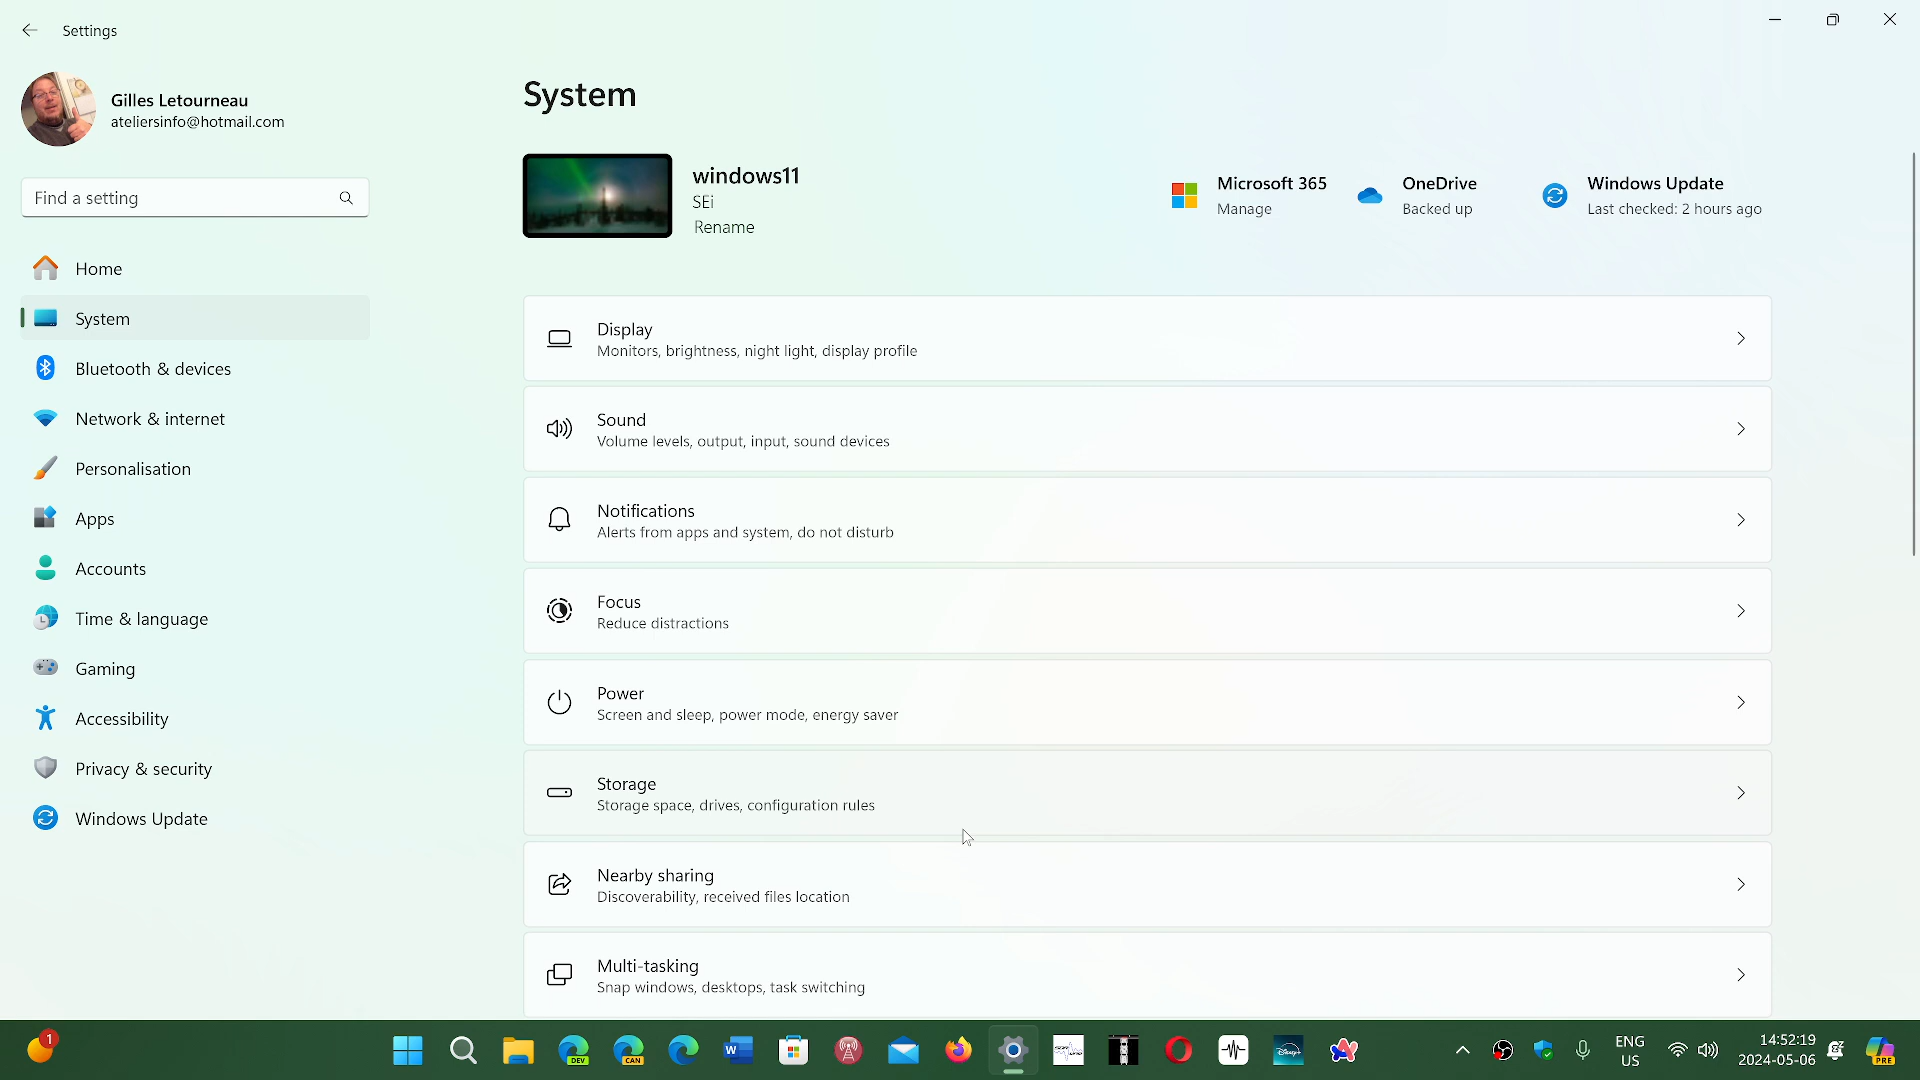 Settings
Gilles Letourneau
ateliersinfo@hotmail.com
Find a setting
Home
System
Bluetooth & devices
Network & internet
Personalisation
Apps
Accounts
Time & language
Gaming
Accessibility
Privacy & security
Windows Update
System
windows11
SEi
Rename
Microsoft 365
Manage
OneDrive
Backed up
Windows Update
Last checked: 2 hours ago
Display
Monitors, brightness, night light, display profile
Sound
Volume levels, output, input, sound devices
Notifications
Alerts from apps and system, do not disturb
Focus
Reduce distractions
Power
Screen and sleep, power mode, energy saver
Storage
Storage space, drives, configuration rules
Nearby sharing
Discoverability, received files location
Multi-tasking
Snap windows, desktops, task switching
1
DEV
CAN
W
Disney+
ENG
US
14:52:19
2024-05-06
PRE